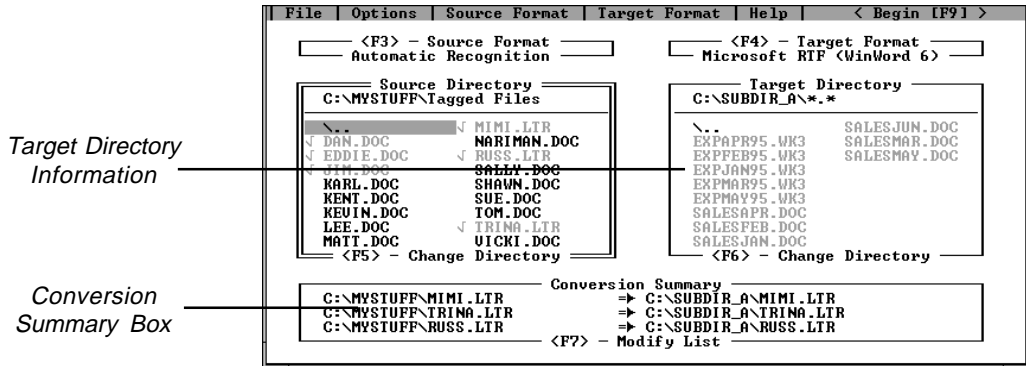 File | Options | Source Format | Target Format | Help | < Begin [F9] >
<F3> - Source Format
Automatic Recognition
<F4> - Target Format
Microsoft RTF (WinWord 6)
Source Directory
C:\MYSTUFF\Tagged Files
\..
√ DAN.DOC
√ EDDIE.DOC
√ JIM.DOC
KARL.DOC
KENT.DOC
KEVIN.DOC
LEE.DOC
MATT.DOC
√ MIMI.LTR
NARIMAN.DOC
√ RUSS.LTR
SALLY.DOC
SHAWN.DOC
SUE.DOC
TOM.DOC
√ TRINA.LTR
VICKI.DOC
<F5> - Change Directory
Target Directory
C:\SUBDIR_A\*.*
\..
EXPAPR95.WK3
EXPFEB95.WK3
EXPJAN95.WK3
EXPMAR95.WK3
EXPMAY95.WK3
SALESAPR.DOC
SALESFEB.DOC
SALESJAN.DOC
SALESJUN.DOC
SALESMAR.DOC
SALESMAY.DOC
<F6> - Change Directory
Target Directory
Information
Conversion Summary
C:\MYSTUFF\MIMI.LTR => C:\SUBDIR_A\MIMI.LTR
C:\MYSTUFF\TRINA.LTR => C:\SUBDIR_A\TRINA.LTR
C:\MYSTUFF\RUSS.LTR => C:\SUBDIR_A\RUSS.LTR
<F7> - Modify List
Conversion
Summary Box